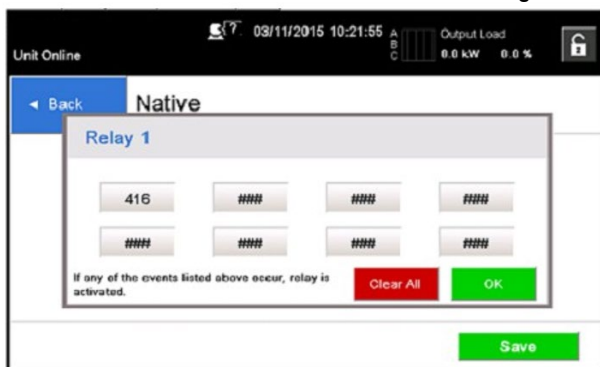 03/11/2015 10:21:55
A
B
C
Output Load
Unit Online
0.0 kW 0.0 %
◄ Back
Native
Relay 1
416 ### ### ###
### ### ### ###
If any of the events listed above occur, relay is
activated.
Clear All
OK
Save